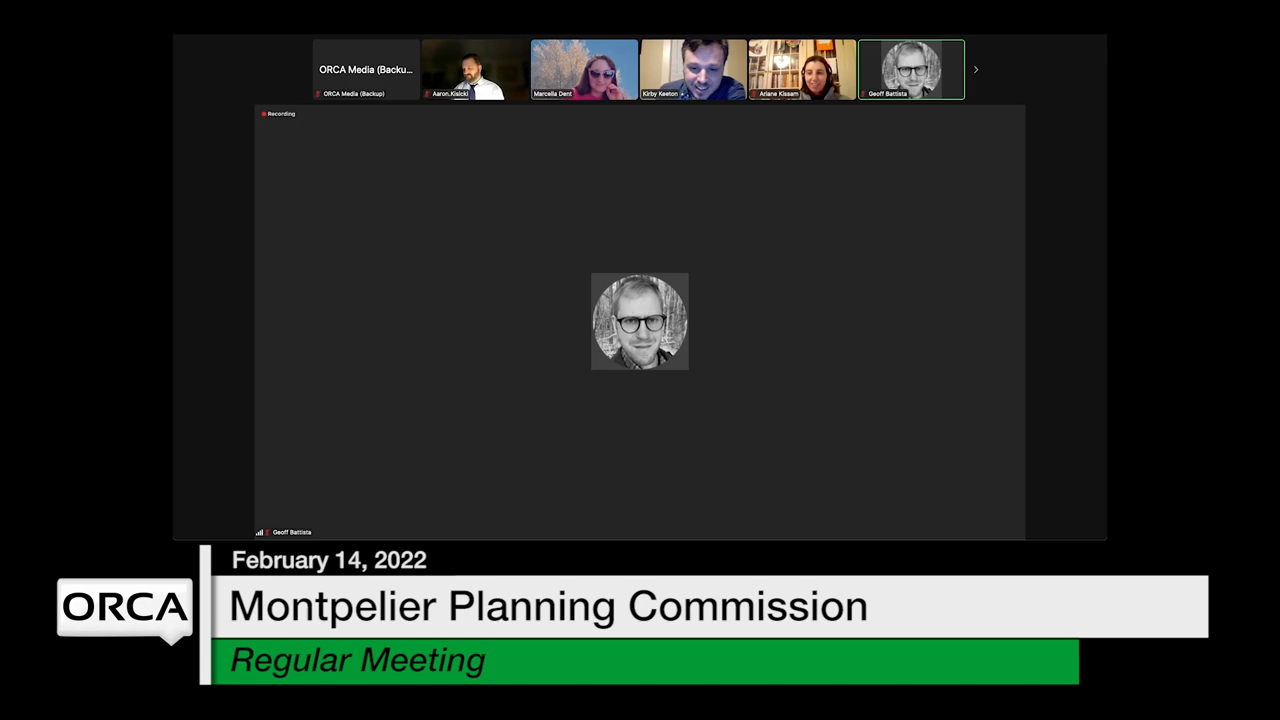 ORCA Media (Backu...
ORCA Media (Backup)
Aaron.Kisicki
Marcella Dent
Kirby Keeton
Ariane Kissam
Geoff Battista
Recording
Geoff Battista
February 14, 2022
ORCA
Montpelier Planning Commission
Regular Meeting